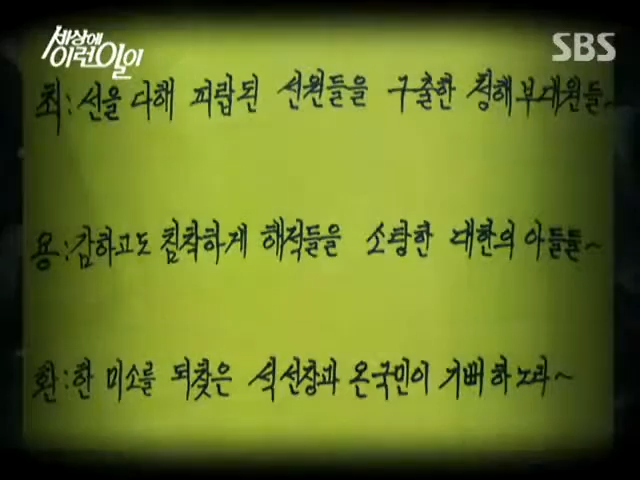 세상에
이런일이
SBS
최:선을 다해 피랍된 선원들을 구출한 청해부대원들~
용:감하고도 침착하게 해적들을 소탕한 대한의 아들들~
환:한 미소를 되찾은 석선장과 온국민이 기뻐하노라~